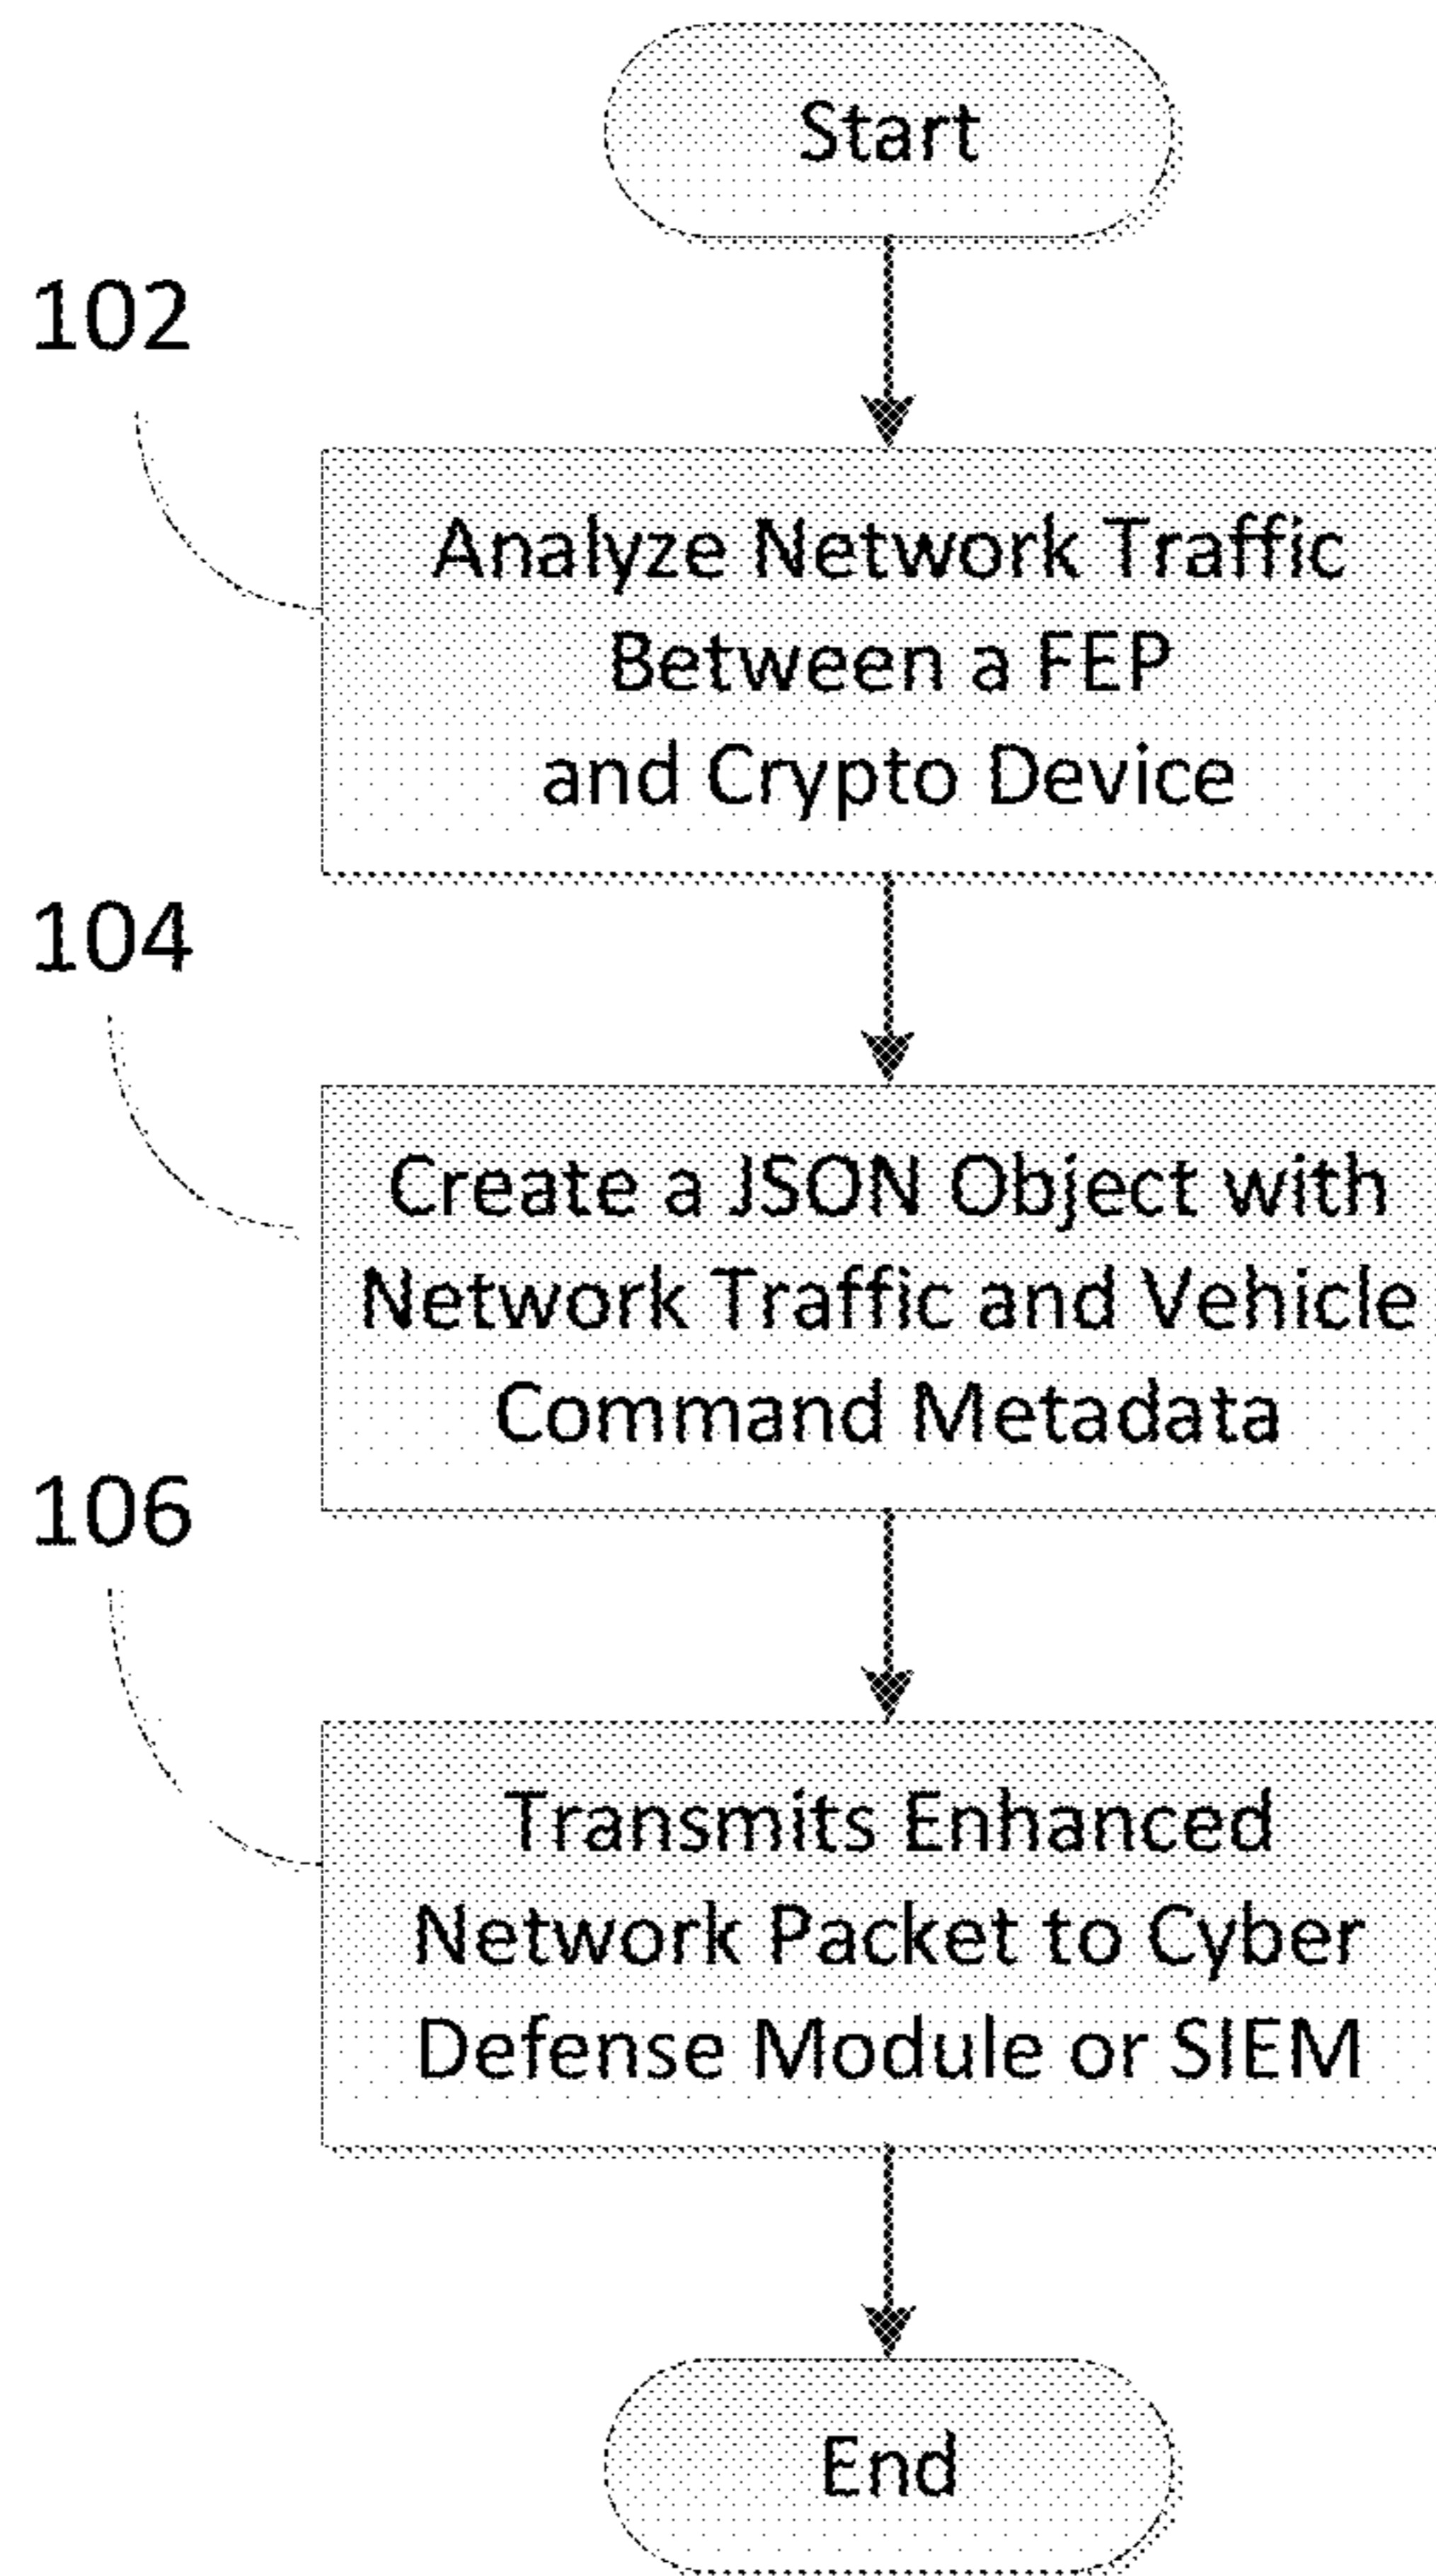 Start
102
Analyze Network Traffic
Between a FEP
and Crypto Device
104
Create a JSON Object with
Network Traffic and Vehicle
Command Metadata
106
Transmits Enhanced
Network Packet to Cyber
Defense Module or SIEM
End